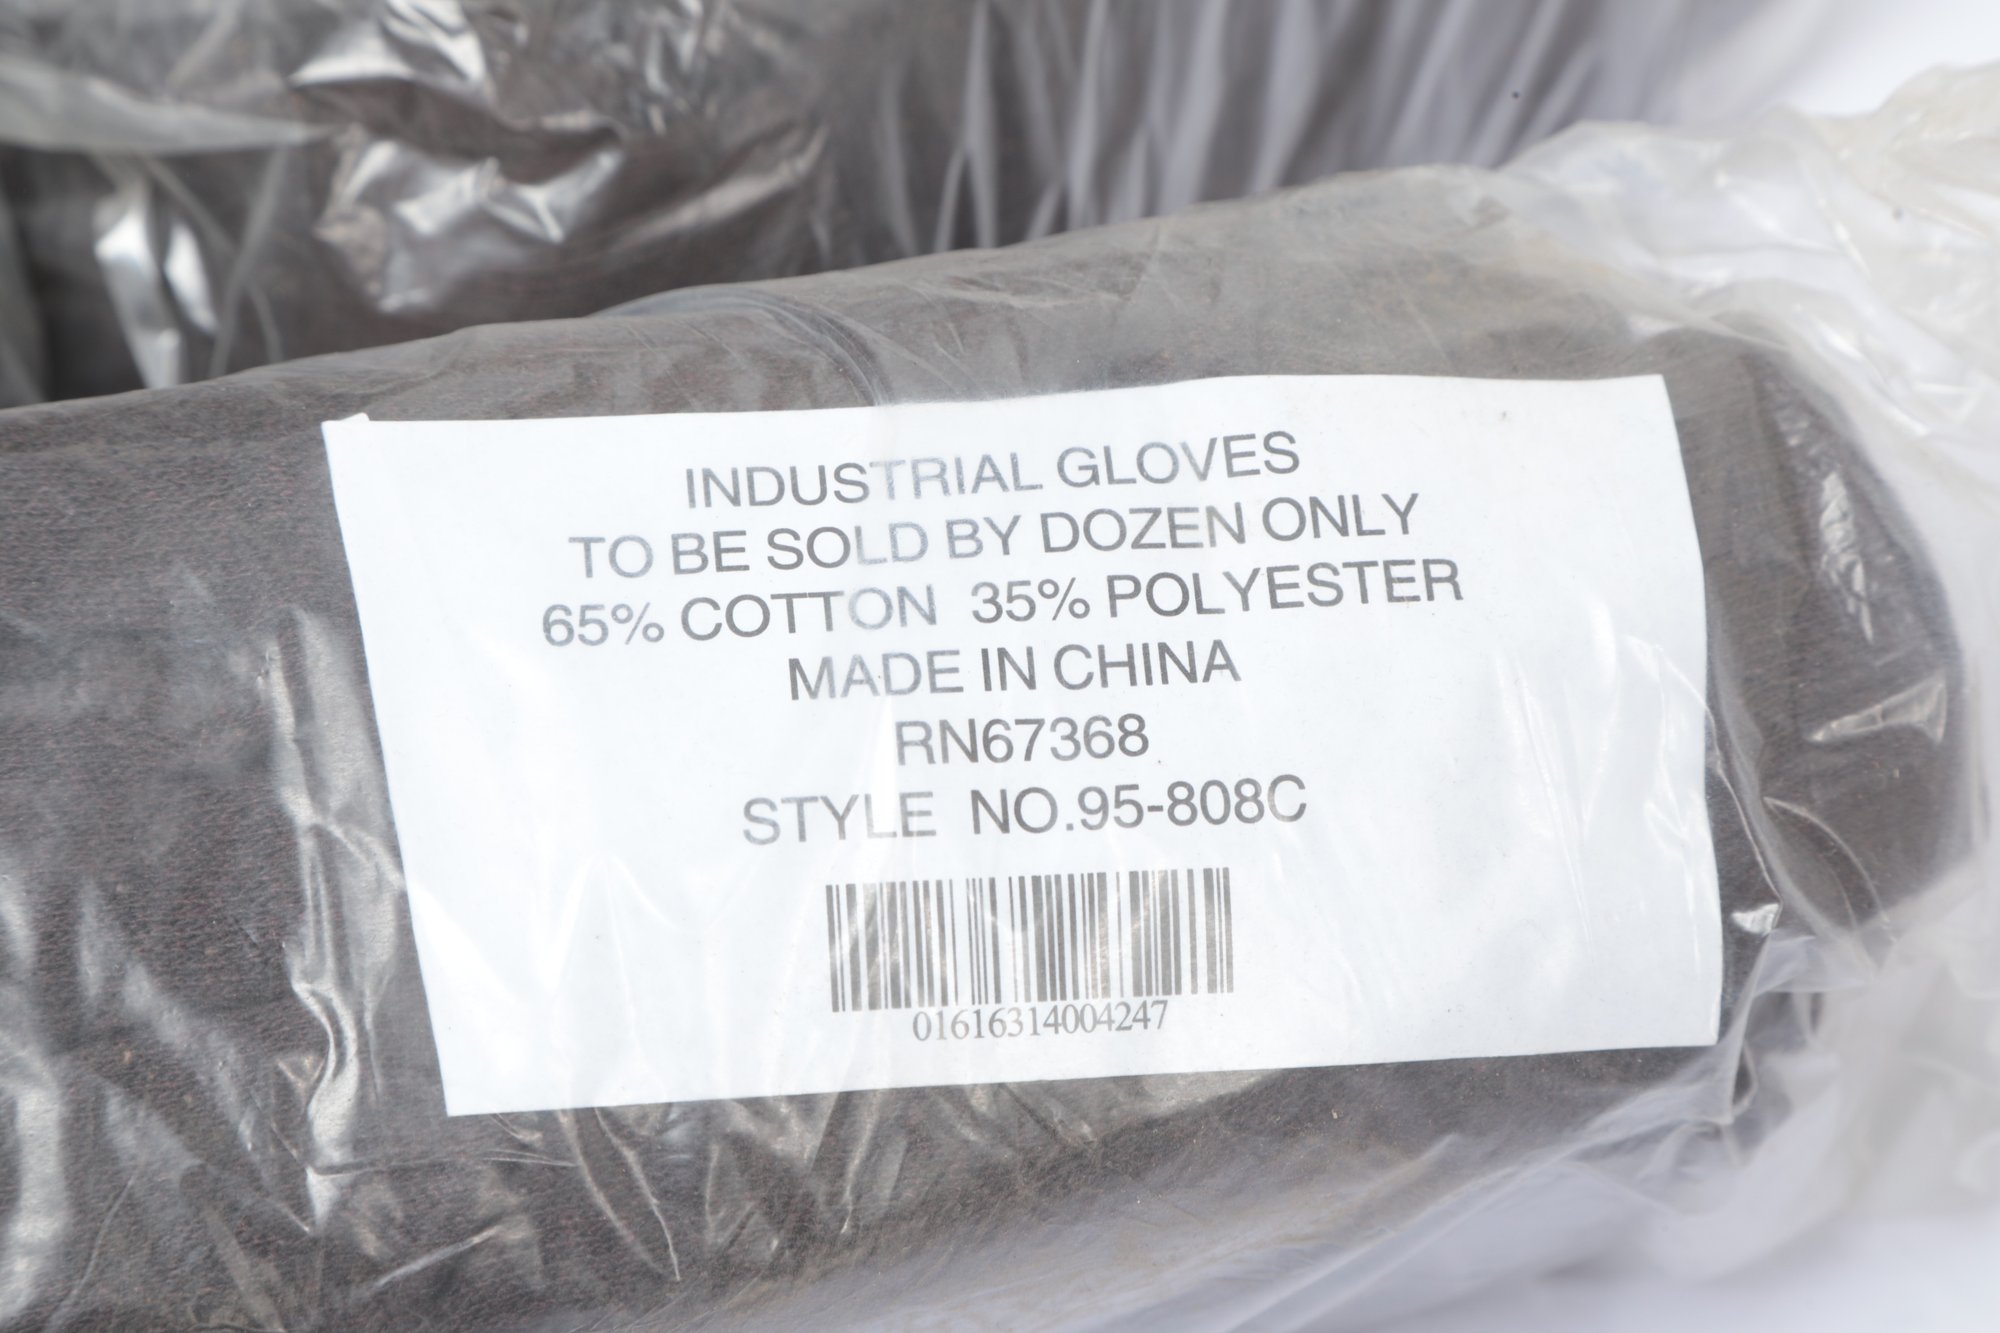 INDUSTRIAL GLOVES
TO BE SOLD BY DOZEN ONLY
65% COTTON 35% POLYESTER
MADE IN CHINA
RN67368
STYLE NO.95-808C
01616314004247